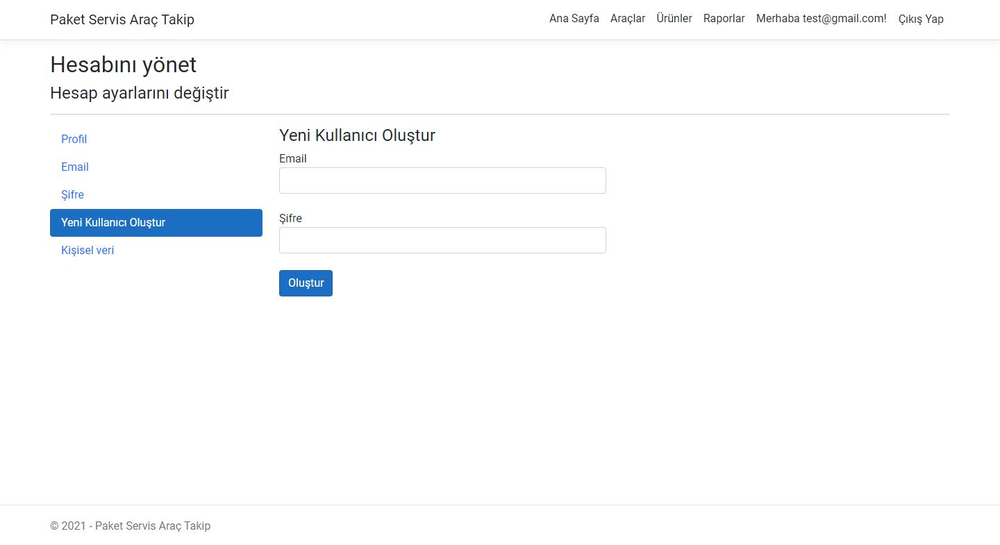 Paket Servis Araç Takip
Ana Sayfa Araçlar Ürünler Raporlar Merhaba test@gmail.com! Çıkış Yap
Hesabını yönet
Hesap ayarlarını değiştir
Profil
Email
Şifre
Yeni Kullanıcı Oluştur
Kişisel veri
Yeni Kullanıcı Oluştur
Email
Şifre
Oluştur
© 2021 - Paket Servis Araç Takip